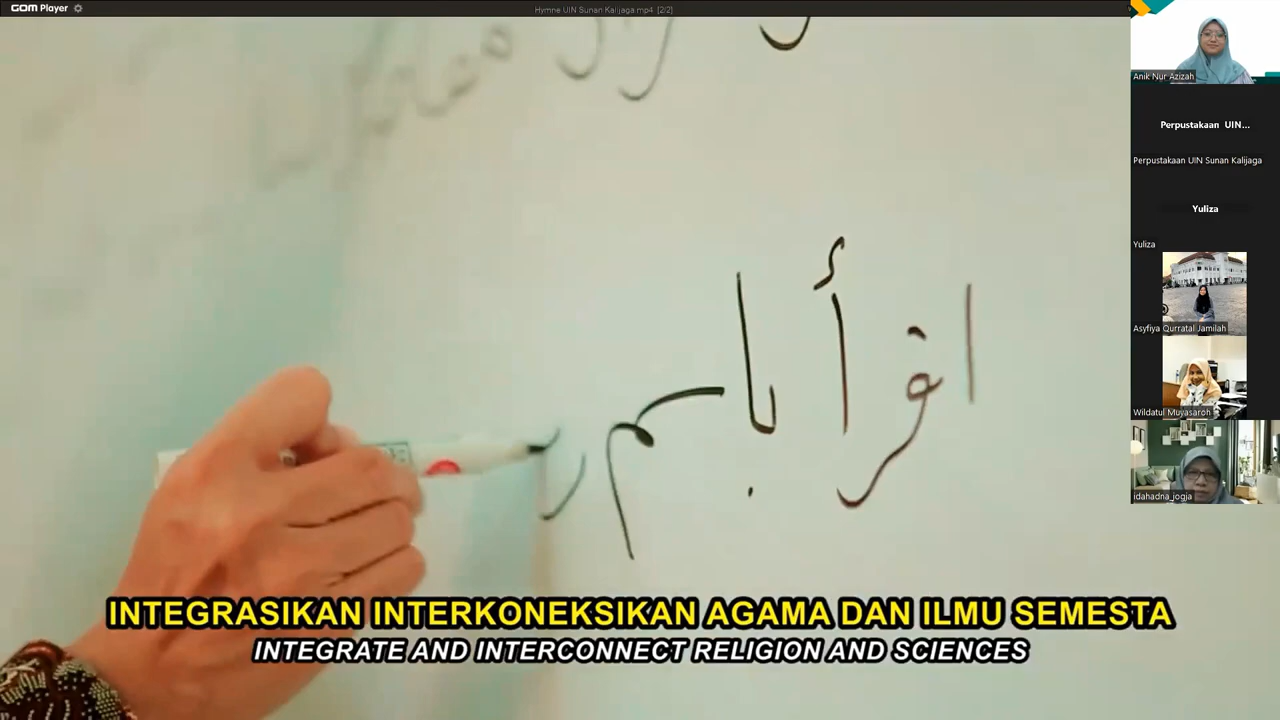 GOM Player
Hymne UIN Sunan Kalijaga.mp4 [2/2]
اقرأ باسم ر
INTEGRASIKAN INTERKONEKSIKAN AGAMA DAN ILMU SEMESTA
INTEGRATE AND INTERCONNECT RELIGION AND SCIENCES
Anik Nur Azizah
Perpustakaan UIN...
Perpustakaan UIN Sunan Kalijaga
Yuliza
Yuliza
Asyfiya Qurratal Jamilah
Wildatul Muyasaroh
idahadna_jogja